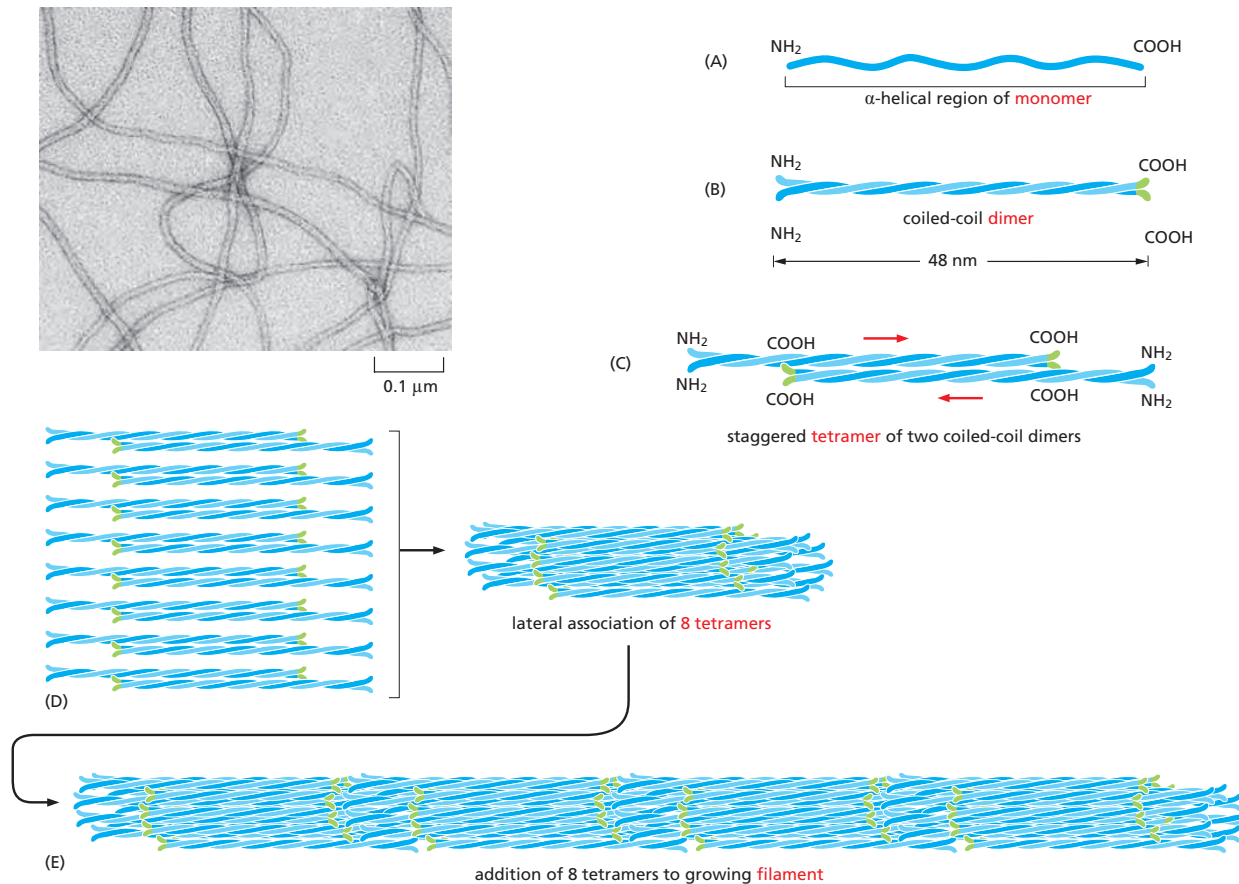 0.1 μm
(A)
NH2
COOH
α-helical region of monomer
(B)
NH2
COOH
coiled-coil dimer
NH2
COOH
48 nm
(C)
NH2
COOH
COOH
NH2
NH2
COOH
COOH
NH2
staggered tetramer of two coiled-coil dimers
(D)
lateral association of 8 tetramers
(E)
addition of 8 tetramers to growing filament